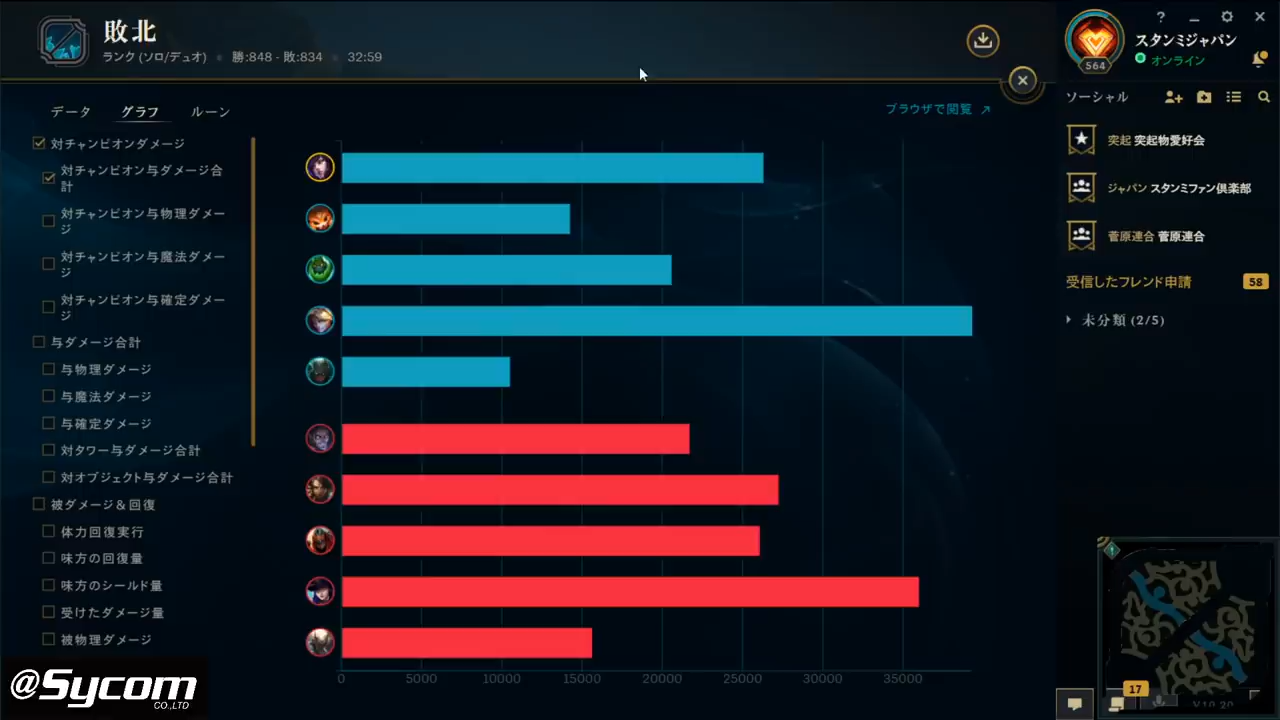 敗北
ランク (ソロ/デュオ) 勝:848 - 敗:834 32:59
?
564
スタンミジャパン
オンライン
データ グラフ ルーン
ブラウザで閲覧
ソーシャル
対チャンピオンダメージ
対チャンピオン与ダメージ合
計
対チャンピオン与物理ダメー
ジ
対チャンピオン与魔法ダメー
ジ
対チャンピオン与確定ダメー
ジ
与ダメージ合計
与物理ダメージ
与魔法ダメージ
与確定ダメージ
対タワー与ダメージ合計
対オブジェクト与ダメージ合計
被ダメージ&回復
体力回復実行
味方の回復量
味方のシールド量
受けたダメージ量
被物理ダメージ
0 5000 10000 15000 20000 25000 30000 35000
突起 突起物愛好会
ジャパン スタンミファン倶楽部
菅原連合 菅原連合
受信したフレンド申請 58
未分類 (2/5)
17
V10.20
@Sycom
CO.,LTD